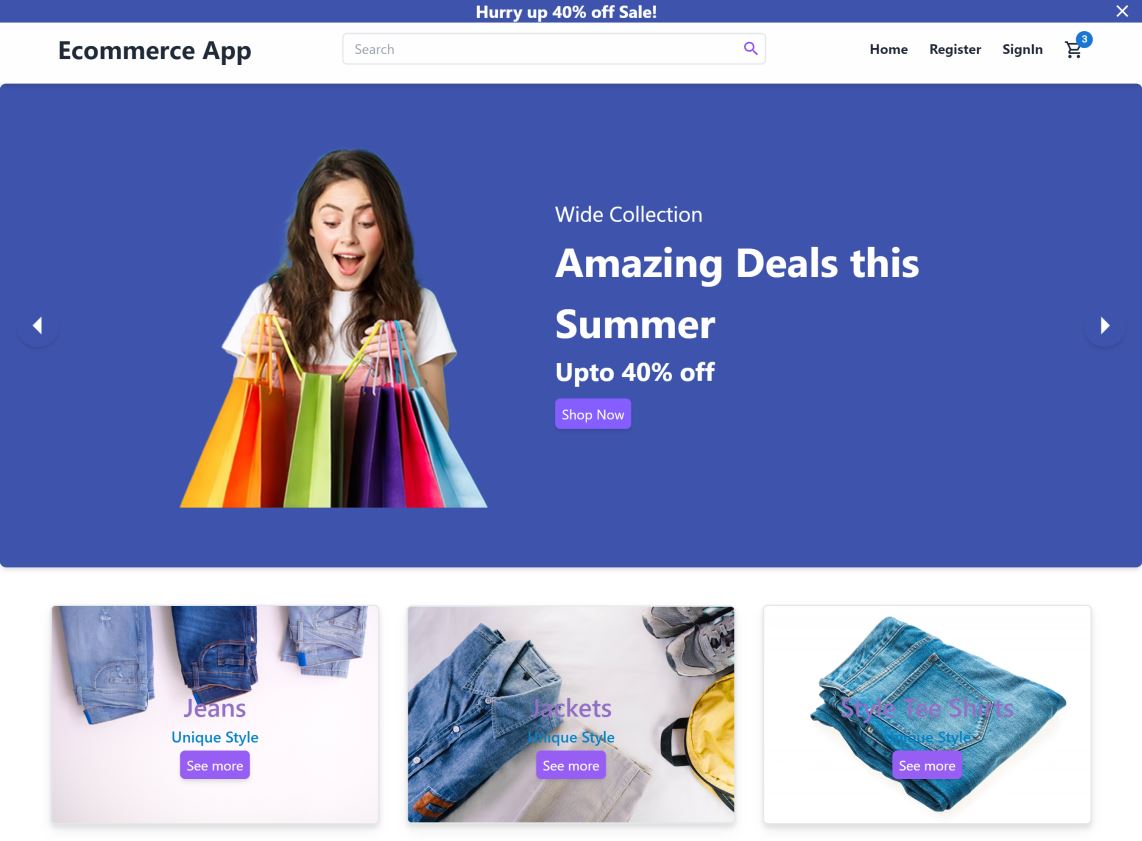 Hurry up 40% off Sale!
Ecommerce App
Search
Home
Register
SignIn
3
Wide Collection
Amazing Deals this
Summer
Upto 40% off
Shop Now
Jeans
Unique Style
See more
Jackets
Unique Style
See more
Style Tee Shirts
Unique Style
See more